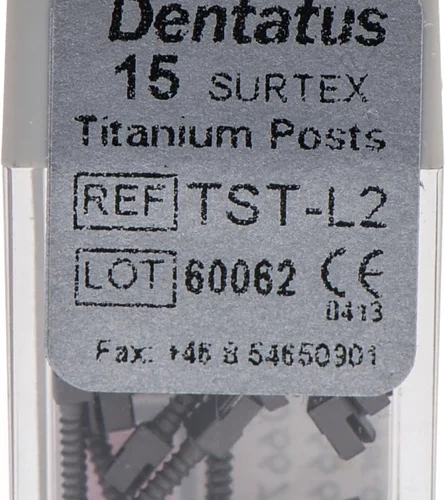 Dentatus
15 SURTEX
Titanium Posts
REF TST-L2
LOT 60062 CE
0413
Fax: +46 8 54650901